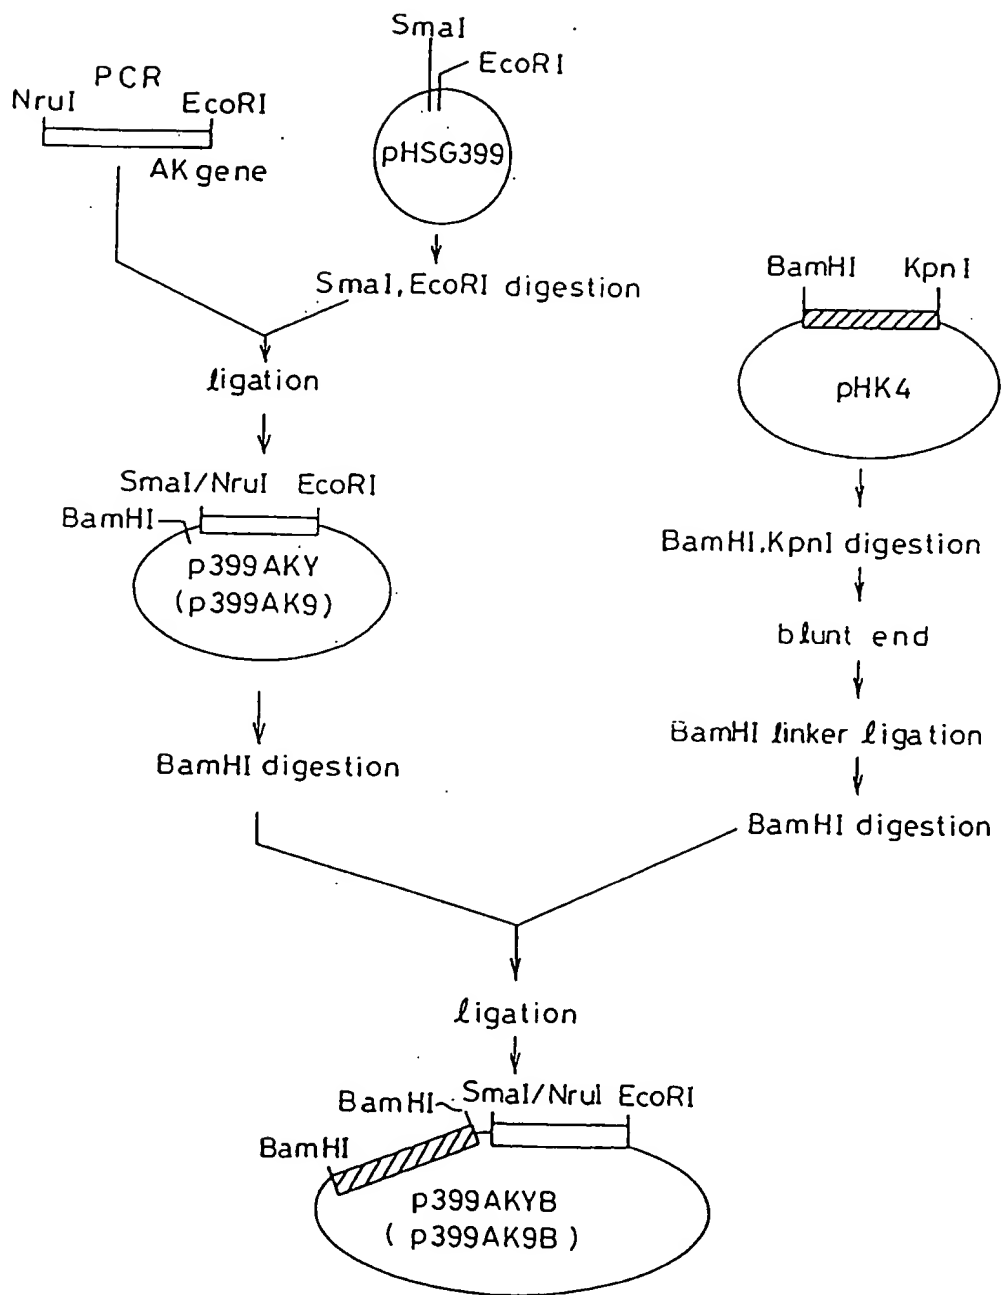 SmaI
EcoRI
PCR
NruI EcoRI
AK gene
pHSG399
SmaI, EcoRI digestion
ligation
BamHI KpnI
pHK4
SmaI/NruI EcoRI
BamHI
p399AKY
(p399AK9)
BamHI digestion
BamHI,KpnI digestion
blunt end
BamHI linker ligation
BamHI digestion
ligation
BamHI SmaI/NruI EcoRI
BamHI
p399AKYB
( p399AK9B )